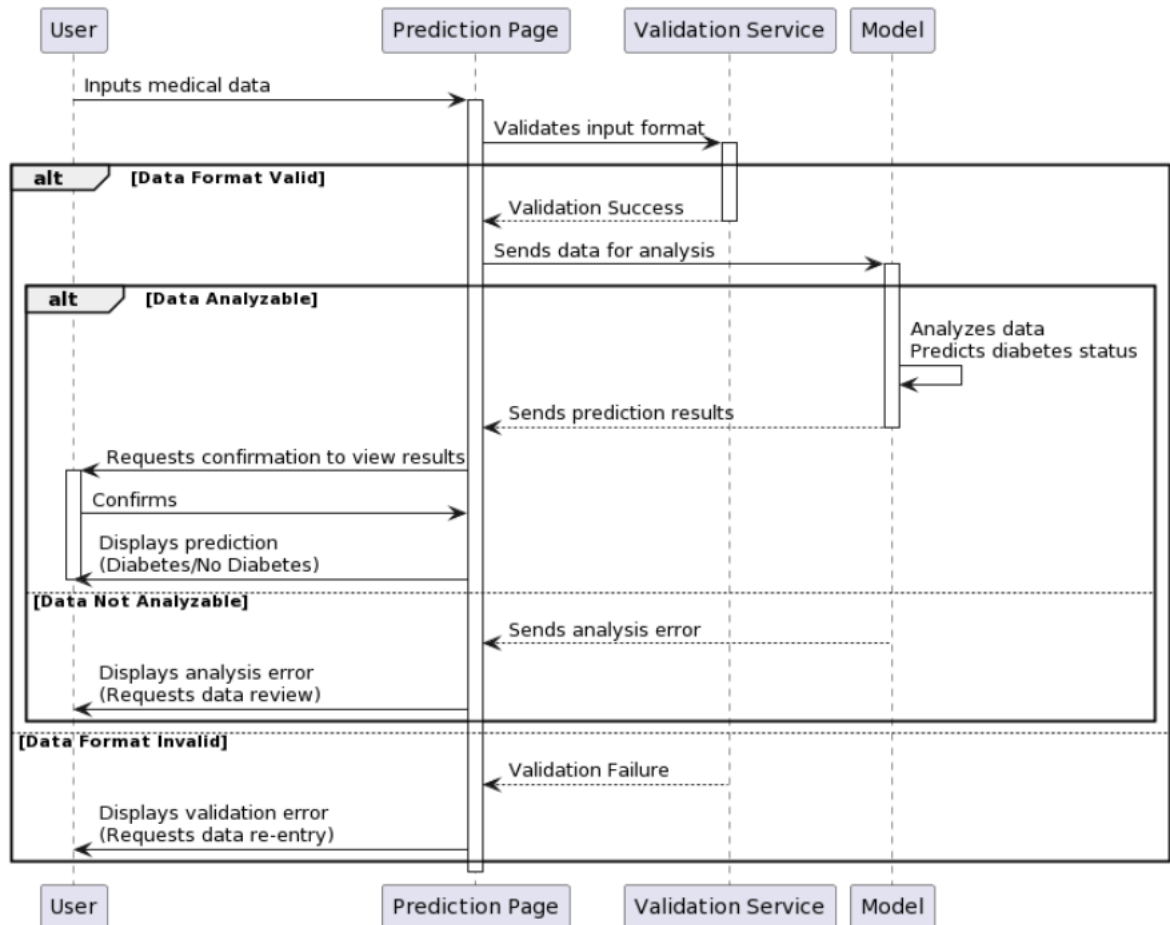 User Prediction Page Validation Service Model
Inputs medical data
Validates input format
alt [Data Format Valid]
Validation Success
Sends data for analysis
alt [Data Analyzable]
Analyzes data
Predicts diabetes status
Sends prediction results
Requests confirmation to view results
Confirms
Displays prediction
(Diabetes/No Diabetes)
[Data Not Analyzable]
Sends analysis error
Displays analysis error
(Requests data review)
[Data Format Invalid]
Validation Failure
Displays validation error
(Requests data re-entry)
User Prediction Page Validation Service Model